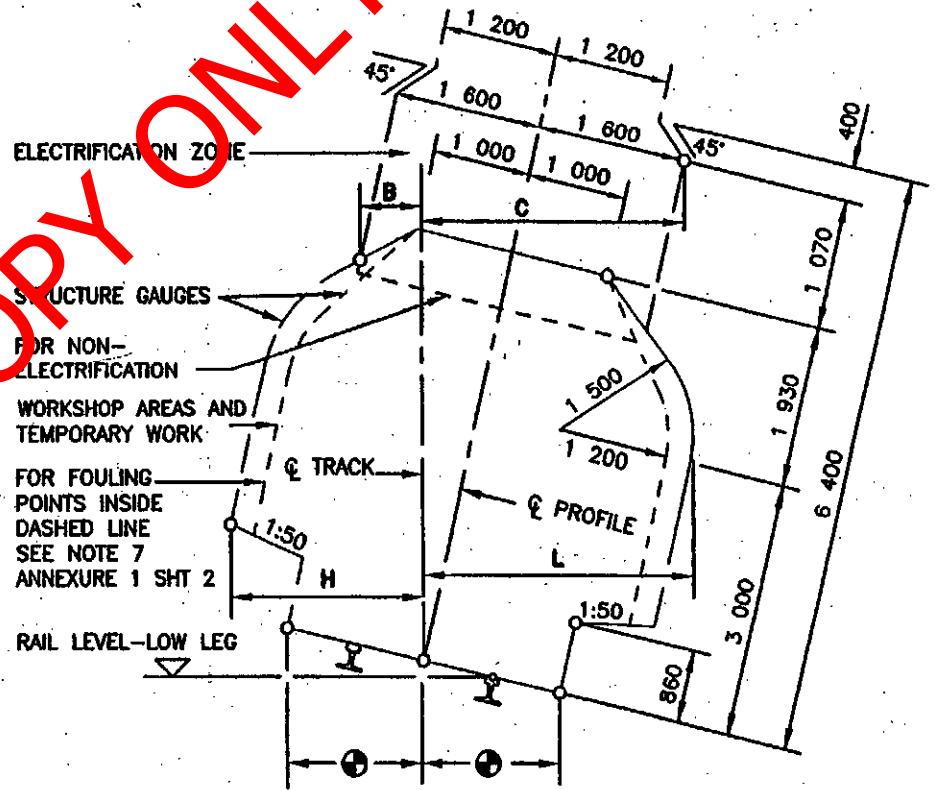 COPY ONLY
1 200
1 200
45°
1 600
1 600
45°
400
ELECTRIFICATION ZONE
1 000
1 000
B
C
1 070
STRUCTURE GAUGES
FOR NON-
ELECTRIFICATION
1 500
1 930
WORKSHOP AREAS AND
TEMPORARY WORK
1 200
6 400
℄ TRACK
FOR FOULING
POINTS INSIDE
DASHED LINE
SEE NOTE 7
ANNEXURE 1 SHT 2
℄ PROFILE
1:50
H
L
1:50
3 000
RAIL LEVEL-LOW LEG
860